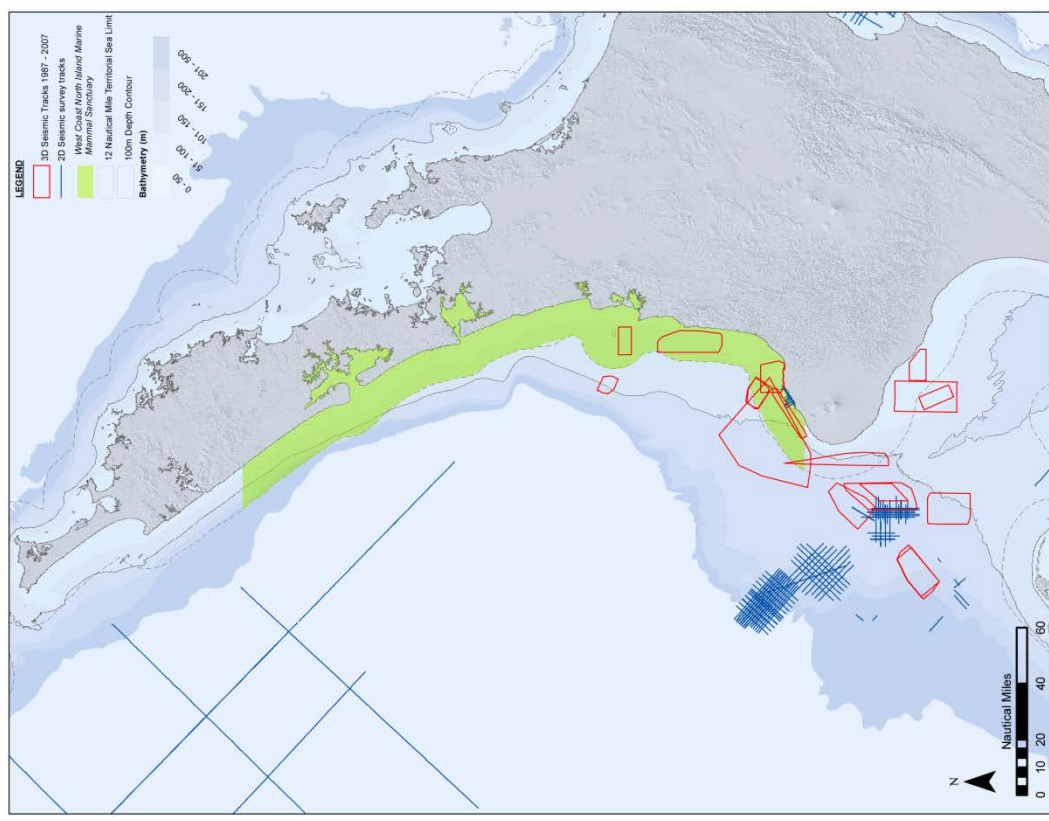 LEGEND
3D Seismic Tracks 1987 - 2007
2D Seismic survey tracks
West Coast North Island Marine
Mammal Sanctuary
12 Nautical Mile Territorial Sea Limit
100m Depth Contour
Bathymetry (m)
0 - 50
51 - 100
101 - 150
151 - 200
201 - 500
N
Nautical Miles
0 10 20 40 60